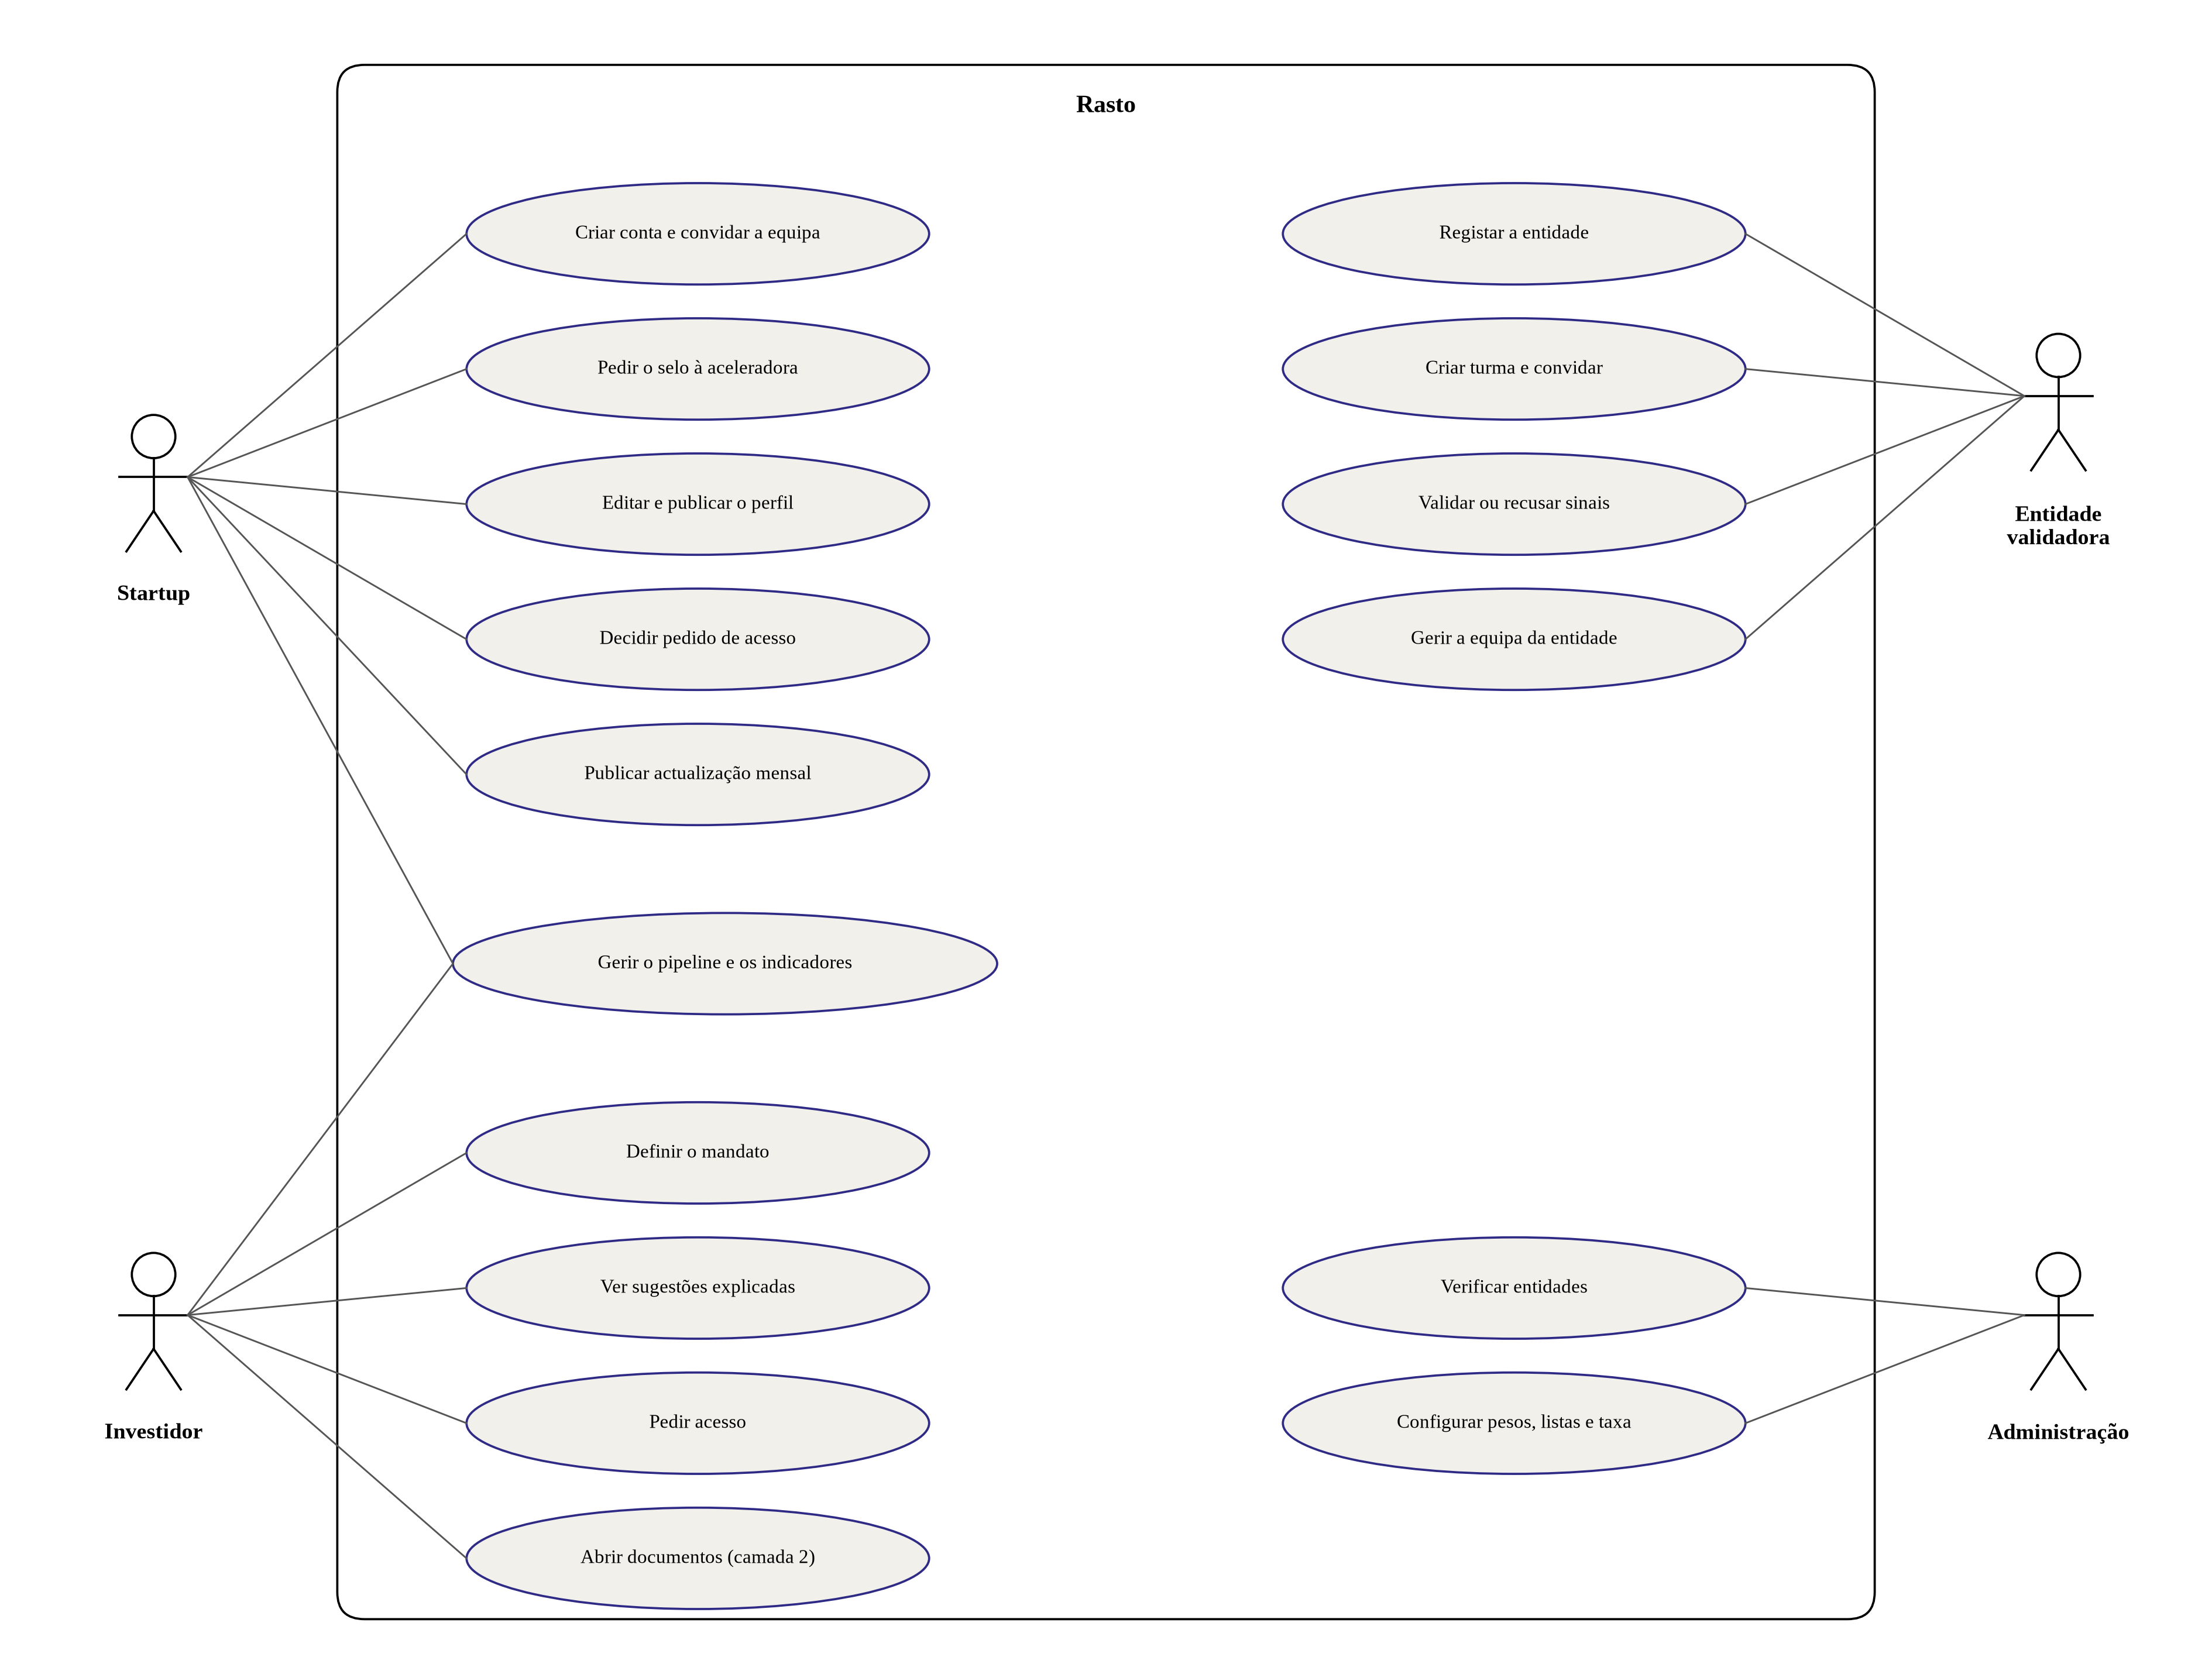 Rasto
Criar conta e convidar a equipa
Pedir o selo à aceleradora
Editar e publicar o perfil
Decidir pedido de acesso
Publicar actualização mensal
Startup
Gerir o pipeline e os indicadores
Definir o mandato
Ver sugestões explicadas
Pedir acesso
Abrir documentos (camada 2)
Investidor
Registar a entidade
Criar turma e convidar
Validar ou recusar sinais
Gerir a equipa da entidade
Entidade
validadora
Verificar entidades
Configurar pesos, listas e taxa
Administração